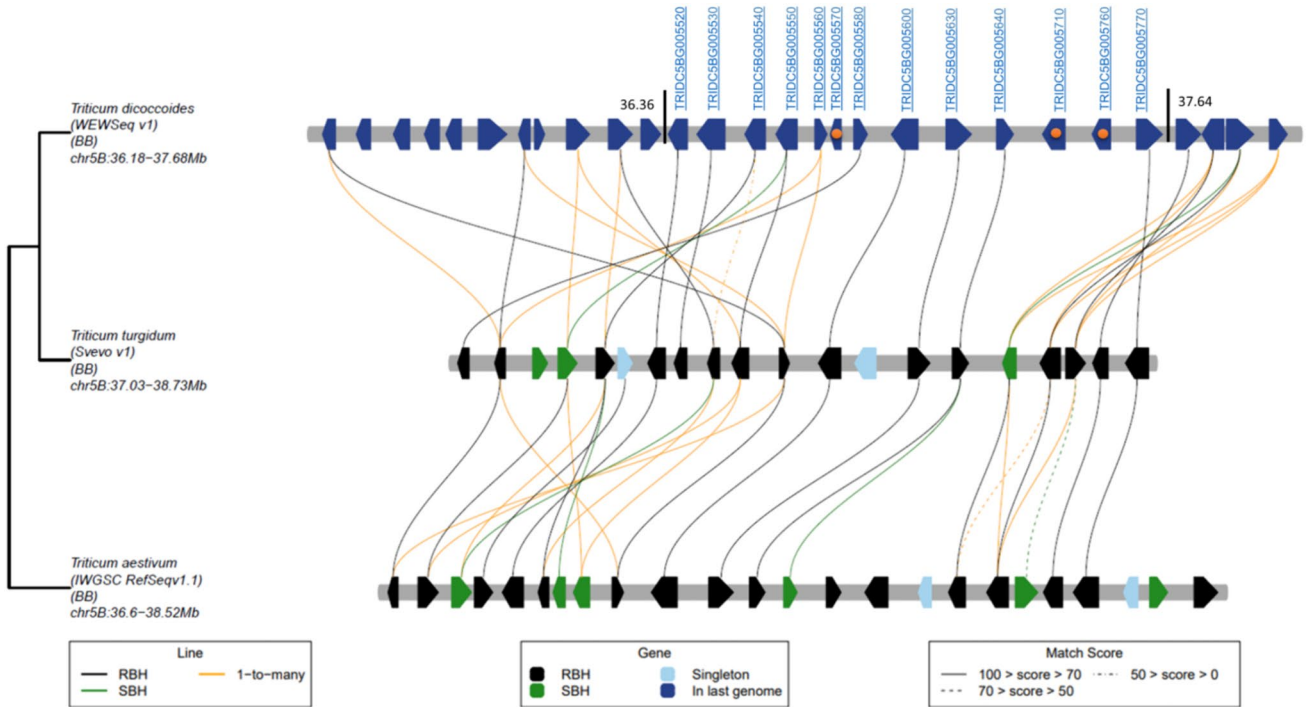 TRIDC5BG005520
TRIDC5BG005530
TRIDC5BG005540
TRIDC5BG005550
TRIDC5BG005560
TRIDC5BG005570
TRIDC5BG005580
TRIDC5BG005600
TRIDC5BG005630
TRIDC5BG005640
TRIDC5BG005710
TRIDC5BG005760
TRIDC5BG005770
36.36
37.64
Triticum dicoccoides
(WEWSeq v1)
(BB)
chr5B:36.18−37.68Mb
Triticum turgidum
(Svevo v1)
(BB)
chr5B:37.03−38.73Mb
Triticum aestivum
(IWGSC RefSeqv1.1)
(BB)
chr5B:36.6−38.52Mb
Line
RBH
1−to−many
SBH
Gene
RBH
Singleton
SBH
In last genome
Match Score
100 > score > 70
50 > score > 0
70 > score > 50